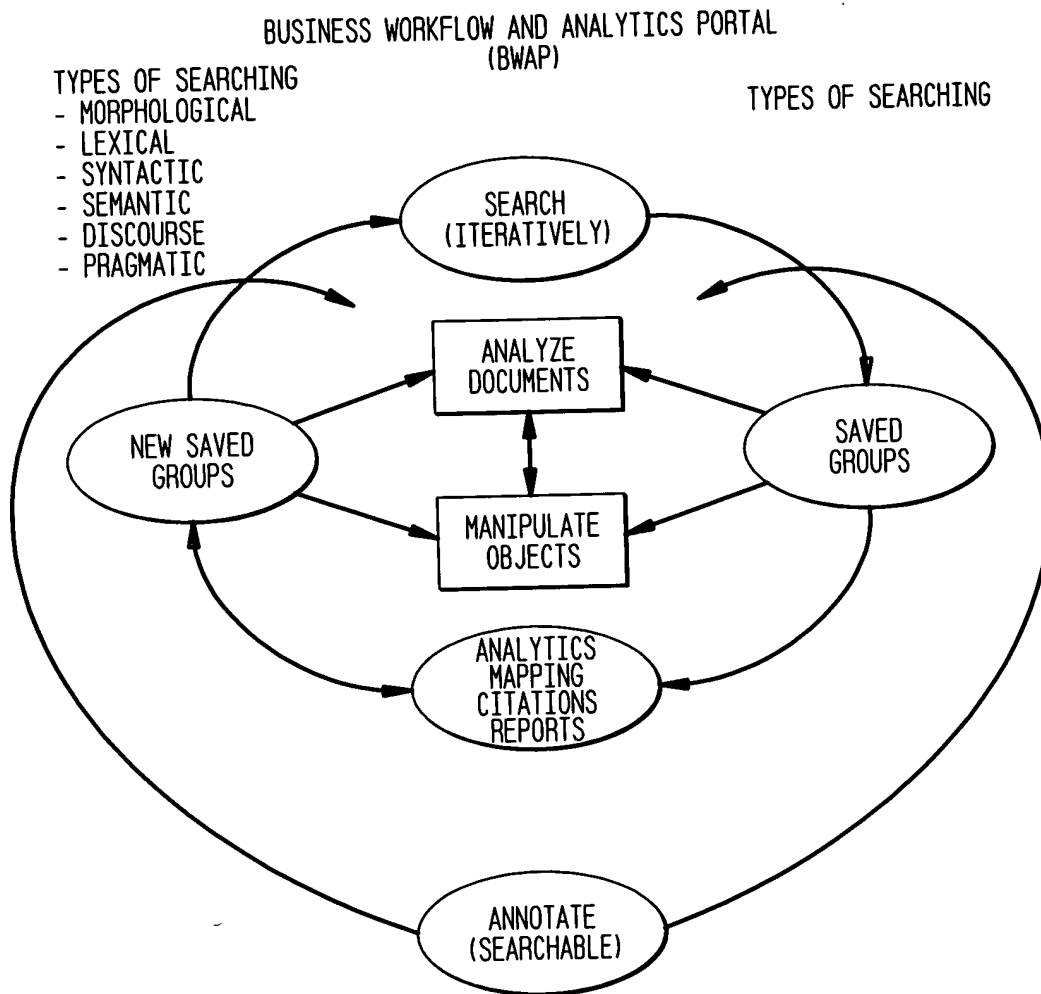 BUSINESS WORKFLOW AND ANALYTICS PORTAL
(BWAP)
TYPES OF SEARCHING
- MORPHOLOGICAL
- LEXICAL
- SYNTACTIC
- SEMANTIC
- DISCOURSE
- PRAGMATIC
TYPES OF SEARCHING
SEARCH
(ITERATIVELY)
ANALYZE
DOCUMENTS
NEW SAVED
GROUPS
SAVED
GROUPS
MANIPULATE
OBJECTS
ANALYTICS
MAPPING
CITATIONS
REPORTS
ANNOTATE
(SEARCHABLE)